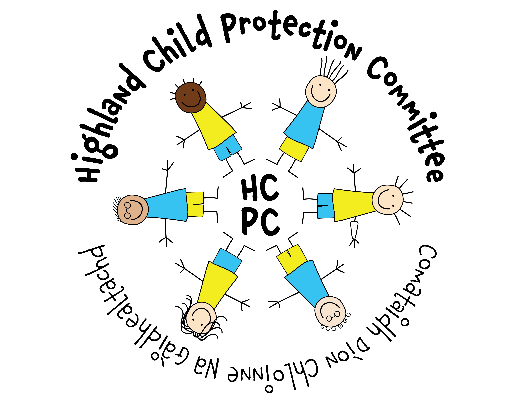 Highland Child Protection Committee
HC
PC
Comataidh Dìon Chloinne na Gàidhealtachd